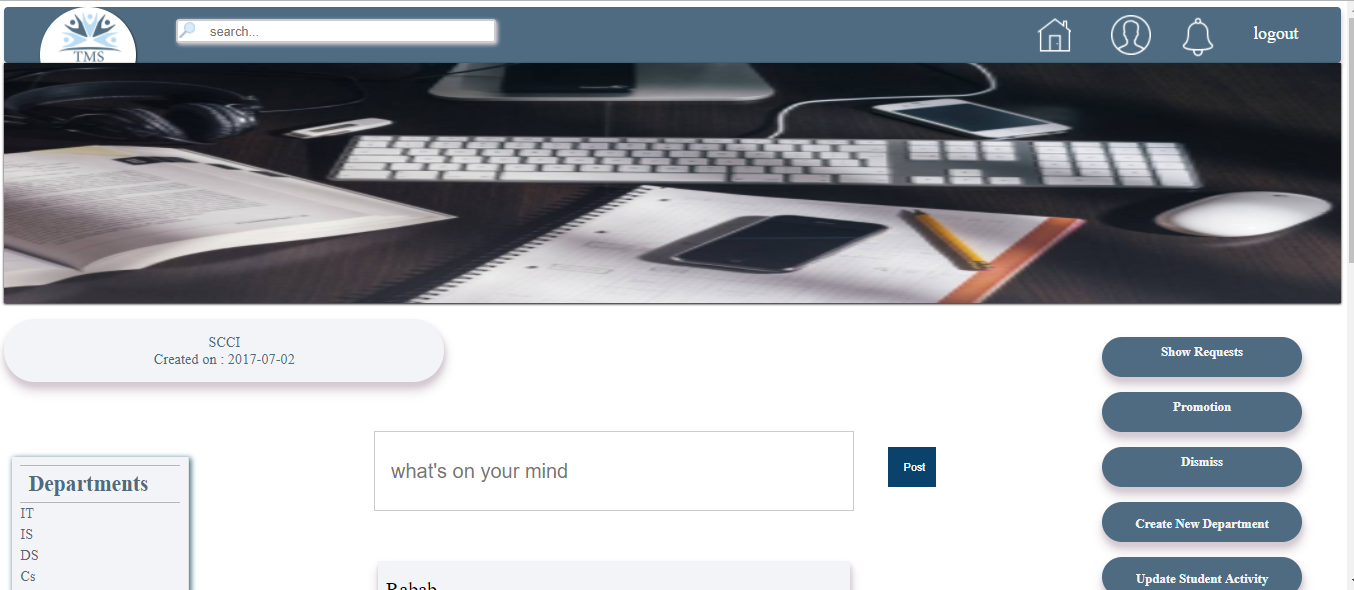 TMS
search...
logout
SCCI
Created on : 2017-07-02
Show Requests
Promotion
Dismiss
Create New Department
Update Student Activity
what's on your mind
Post
Departments
IT
IS
DS
Cs
Rabab